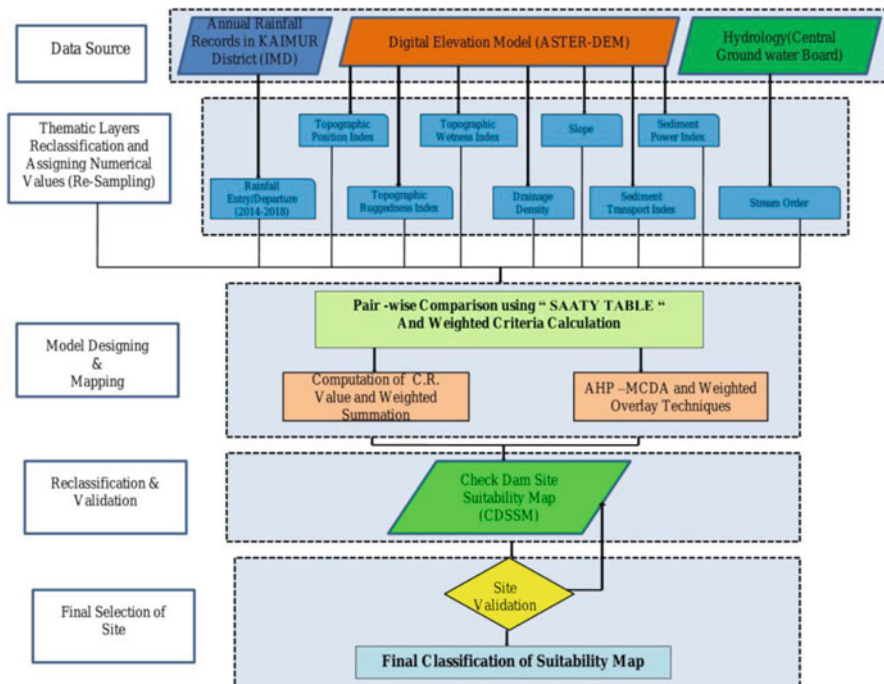 Data Source
Annual Rainfall
Records in KAIMUR
District (IMD)
Digital Elevation Model (ASTER-DEM)
Hydrology(Central
Ground water Board)
Thematic Layers
Reclassification and
Assigning Numerical
Values (Re-Sampling)
Topographic
Position Index
Topographic
Wetness Index
Slope
Sediment
Power Index
Rainfall
Entry/Departure
(2014-2018)
Topographic
Ruggedness Index
Drainage
Density
Sediment
Transport Index
Stream Order
Model Designing
&
Mapping
Pair -wise Comparison using “ SAATY TABLE “
And Weighted Criteria Calculation
Computation of C.R.
Value and Weighted
Summation
AHP –MCDA and Weighted
Overlay Techniques
Reclassification &
Validation
Check Dam Site
Suitability Map
(CDSSM)
Final Selection of
Site
Site
Validation
Final Classification of Suitability Map